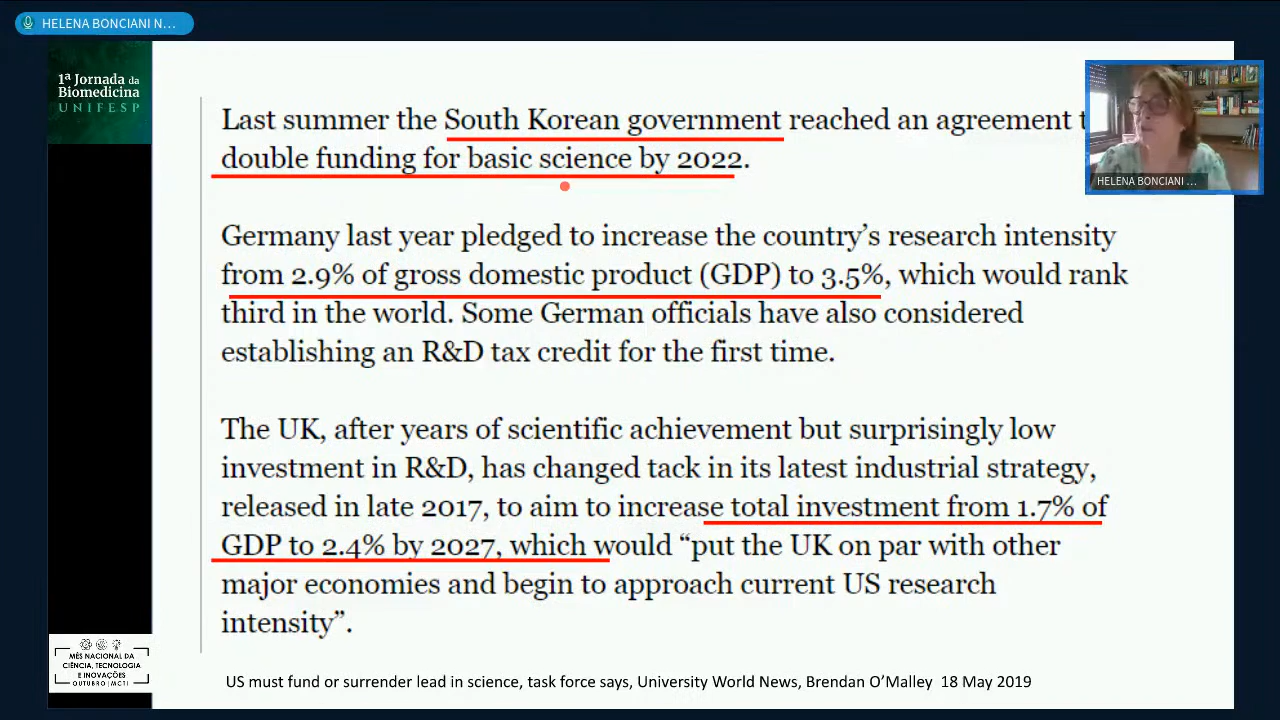 HELENA BONCIANI N...
1ª Jornada da
Biomedicina
UNIFESP
Last summer the South Korean government reached an agreement
double funding for basic science by 2022.
HELENA BONCIANI ...
Germany last year pledged to increase the country’s research intensity
from 2.9% of gross domestic product (GDP) to 3.5%, which would rank
third in the world. Some German officials have also considered
establishing an R&D tax credit for the first time.
The UK, after years of scientific achievement but surprisingly low
investment in R&D, has changed tack in its latest industrial strategy,
released in late 2017, to aim to increase total investment from 1.7% of
GDP to 2.4% by 2027, which would “put the UK on par with other
major economies and begin to approach current US research
intensity”.
MÊS NACIONAL DA
CIÊNCIA, TECNOLOGIA
E INOVAÇÕES
OUTUBRO | MCTI
US must fund or surrender lead in science, task force says, University World News, Brendan O’Malley 18 May 2019